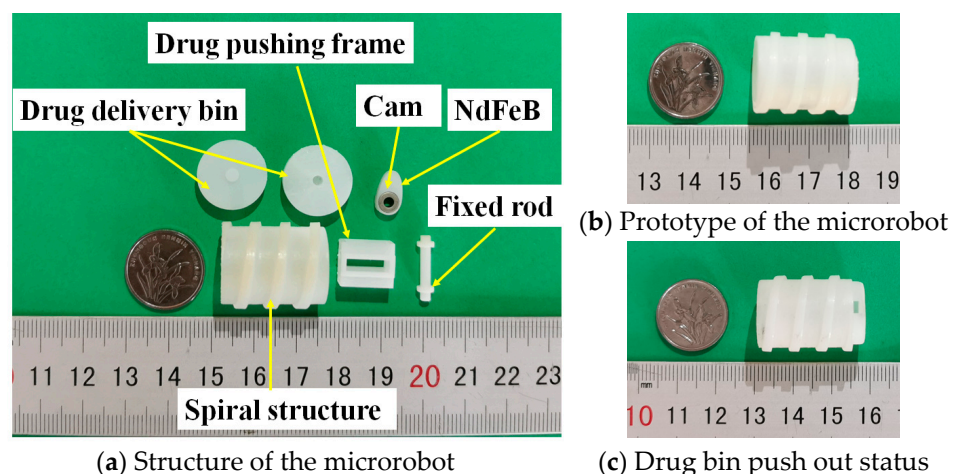 Drug pushing frame
Drug delivery bin
Cam
NdFeB
Fixed rod
11 12 13 14 15 16 17 18 19 20 21 22 23
Spiral structure
(a) Structure of the microrobot
13 14 15 16 17 18 19
(b) Prototype of the microrobot
mm
10 11 12 13 14 15 16
(c) Drug bin push out status